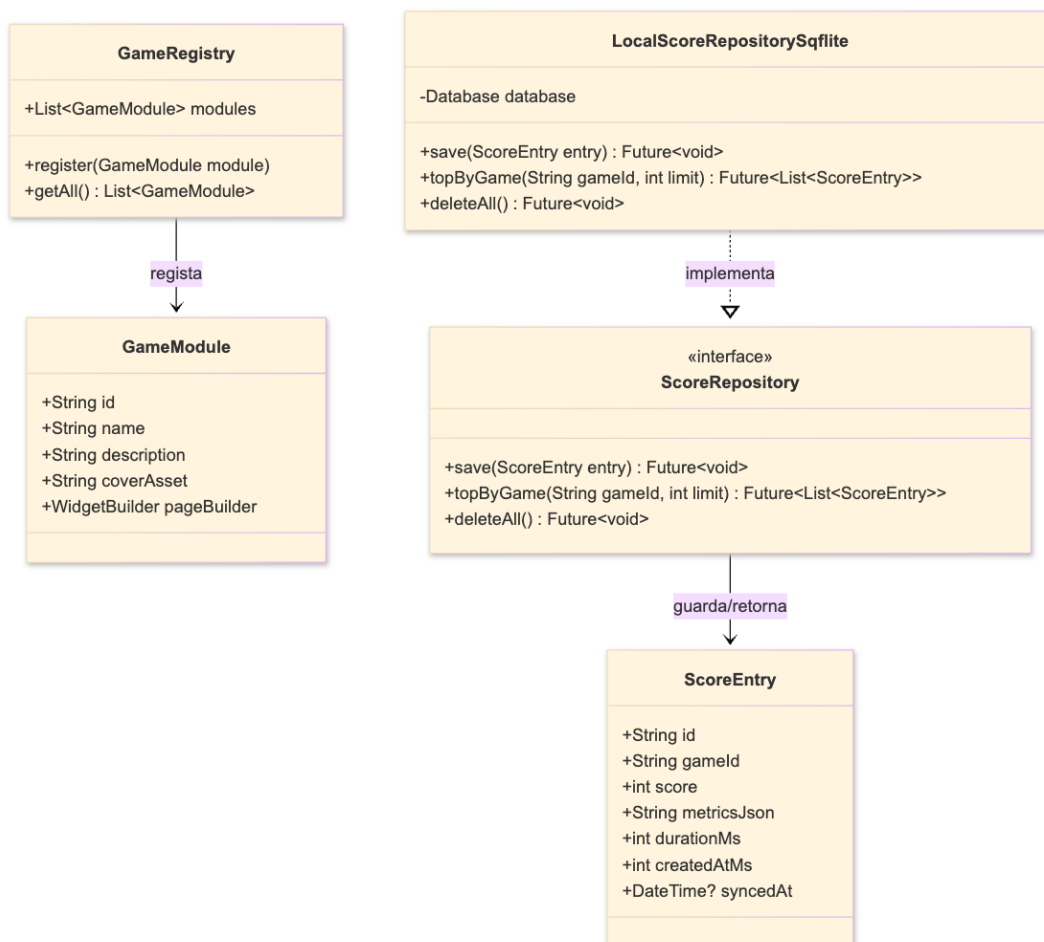 GameRegistry
+List<GameModule> modules
+register(GameModule module)
+getAll() : List<GameModule>
regista
GameModule
+String id
+String name
+String description
+String coverAsset
+WidgetBuilder pageBuilder
LocalScoreRepositorySqflite
-Database database
+save(ScoreEntry entry) : Future<void>
+topByGame(String gameId, int limit) : Future<List<ScoreEntry>>
+deleteAll() : Future<void>
implementa
«interface»
ScoreRepository
+save(ScoreEntry entry) : Future<void>
+topByGame(String gameId, int limit) : Future<List<ScoreEntry>>
+deleteAll() : Future<void>
guarda/retorna
ScoreEntry
+String id
+String gameId
+int score
+String metricsJson
+int durationMs
+int createdAtMs
+DateTime? syncedAt